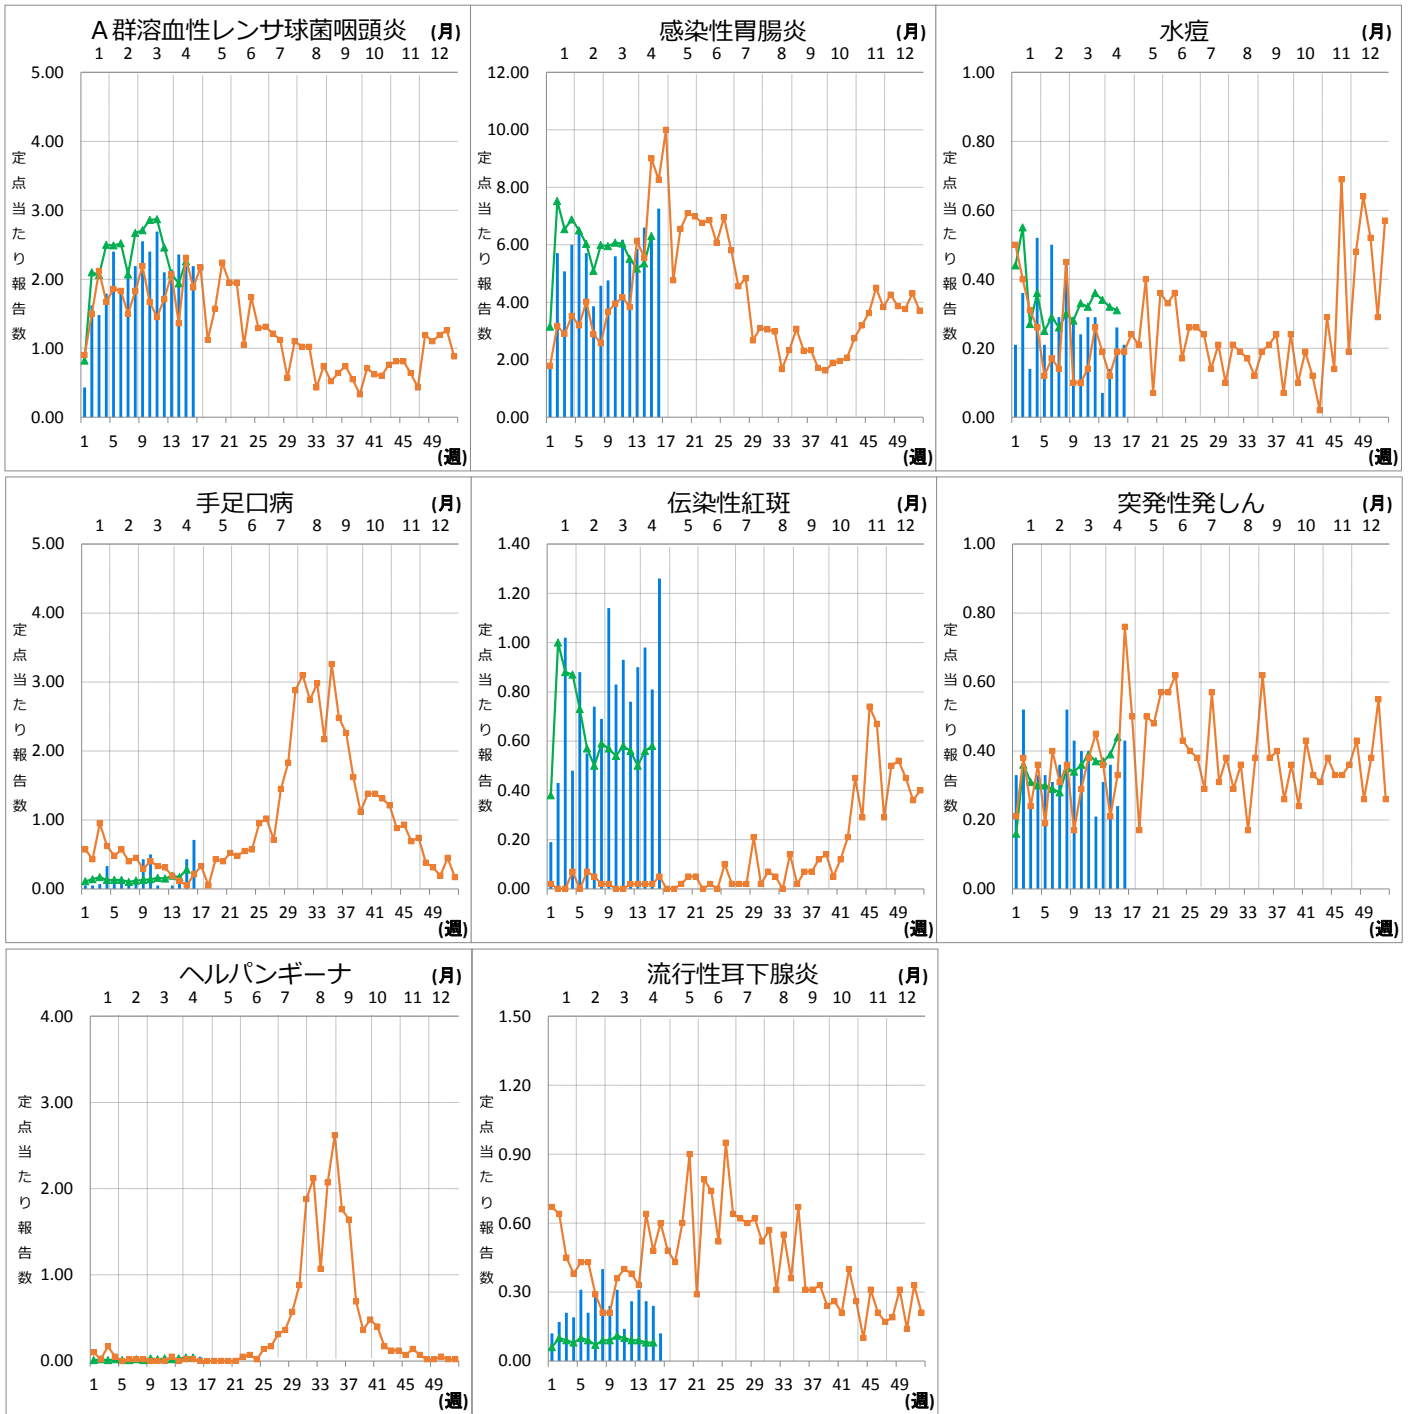 A群溶血性レンサ球菌咽頭炎 (月)
1 2 3 4 5 6 7 8 9 10 11 12
5.00
4.00
3.00
2.00
1.00
0.00
定点当たり報告数
1 5 9 13 17 21 25 29 33 37 41 45 49
(週)
感染性胃腸炎 (月)
1 2 3 4 5 6 7 8 9 10 11 12
12.00
10.00
8.00
6.00
4.00
2.00
0.00
定点当たり報告数
1 5 9 13 17 21 25 29 33 37 41 45 49
(週)
水痘 (月)
1 2 3 4 5 6 7 8 9 10 11 12
1.00
0.80
0.60
0.40
0.20
0.00
定点当たり報告数
1 5 9 13 17 21 25 29 33 37 41 45 49
(週)
手足口病 (月)
1 2 3 4 5 6 7 8 9 10 11 12
5.00
4.00
3.00
2.00
1.00
0.00
定点当たり報告数
1 5 9 13 17 21 25 29 33 37 41 45 49
(週)
伝染性紅斑 (月)
1 2 3 4 5 6 7 8 9 10 11 12
1.40
1.20
1.00
0.80
0.60
0.40
0.20
0.00
定点当たり報告数
1 5 9 13 17 21 25 29 33 37 41 45 49
(週)
突発性発しん (月)
1 2 3 4 5 6 7 8 9 10 11 12
1.00
0.80
0.60
0.40
0.20
0.00
定点当たり報告数
1 5 9 13 17 21 25 29 33 37 41 45 49
(週)
ヘルパンギーナ (月)
1 2 3 4 5 6 7 8 9 10 11 12
4.00
3.00
2.00
1.00
0.00
定点当たり報告数
1 5 9 13 17 21 25 29 33 37 41 45 49
(週)
流行性耳下腺炎 (月)
1 2 3 4 5 6 7 8 9 10 11 12
1.50
1.20
0.90
0.60
0.30
0.00
定点当たり報告数
1 5 9 13 17 21 25 29 33 37 41 45 49
(週)